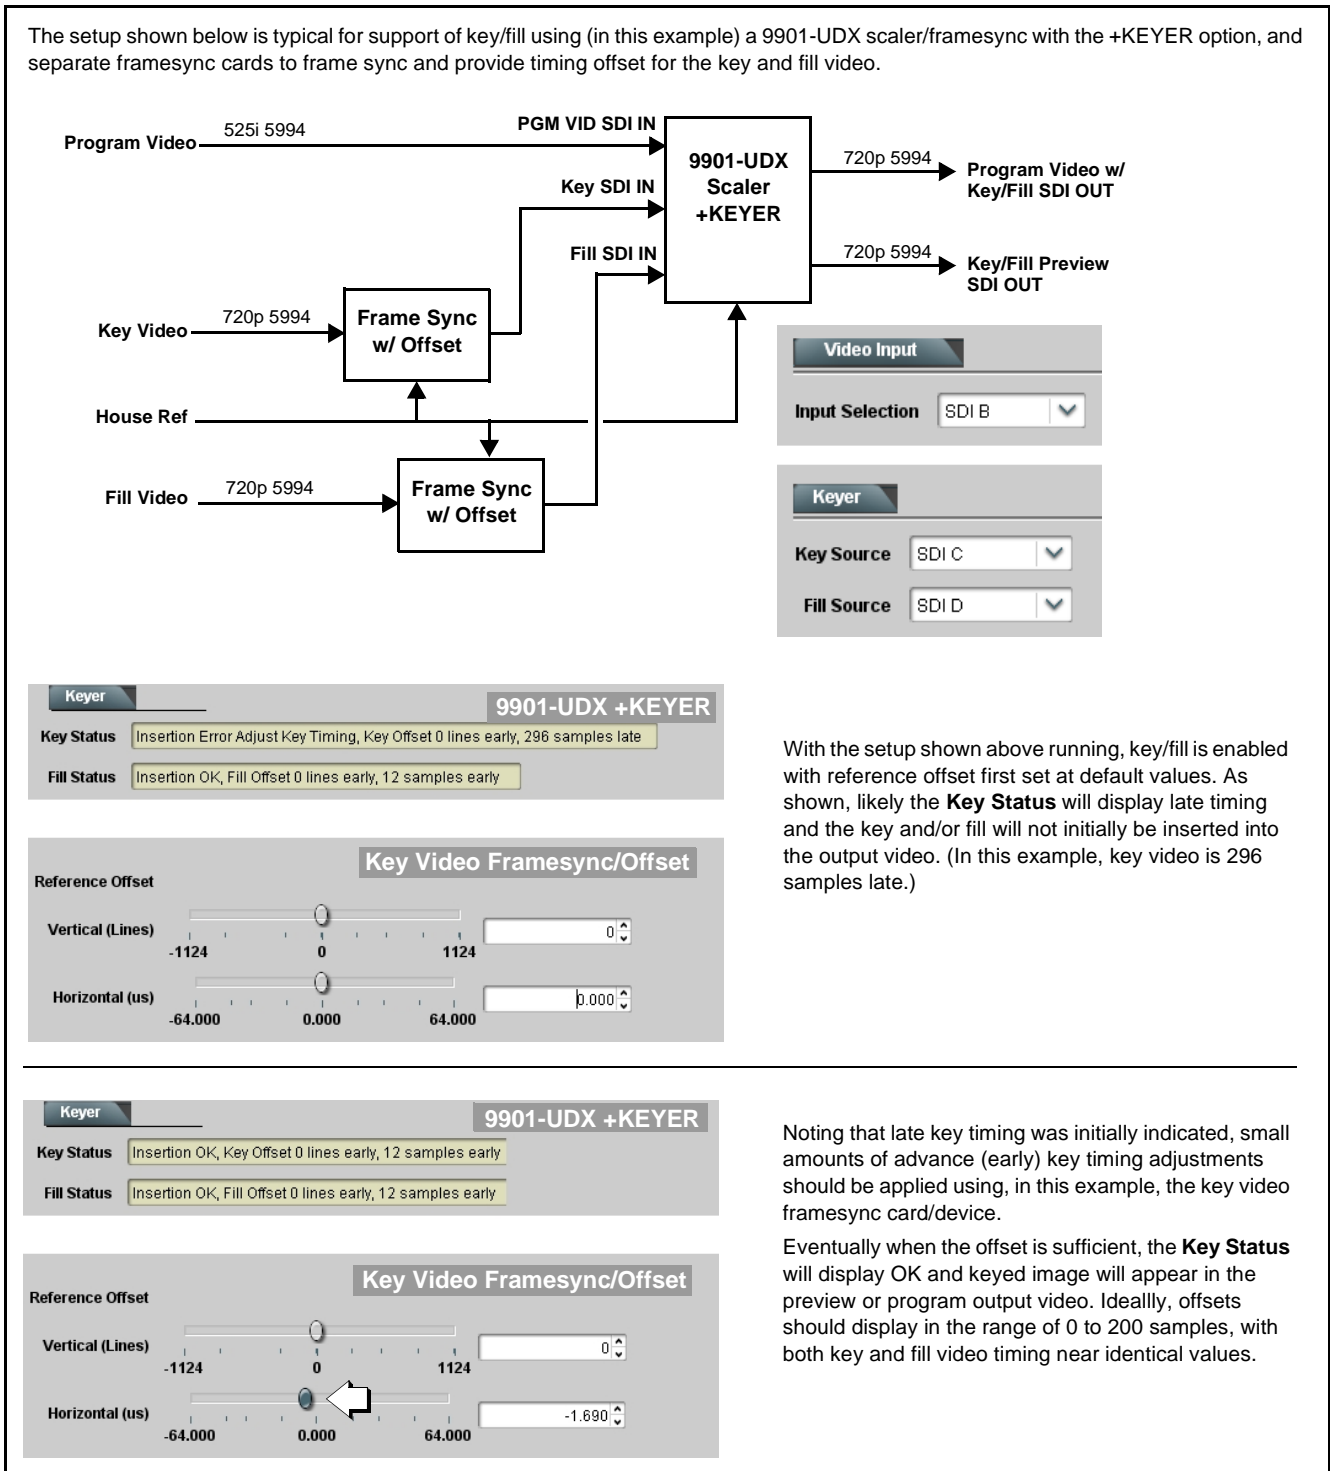 The setup shown below is typical for support of key/fill using (in this example) a 9901-UDX scaler/framesync with the +KEYER option, and
separate framesync cards to frame sync and provide timing offset for the key and fill video.
Program Video
525i 5994
PGM VID SDI IN
Key SDI IN
Fill SDI IN
9901-UDX
Scaler
+KEYER
720p 5994
Program Video w/
Key/Fill SDI OUT
720p 5994
Key/Fill Preview
SDI OUT
Key Video
720p 5994
Frame Sync
w/ Offset
House Ref
Fill Video
720p 5994
Frame Sync
w/ Offset
Video Input
Input Selection
SDI B
Keyer
Key Source
SDI C
Fill Source
SDI D
Keyer
9901-UDX +KEYER
Key Status
Insertion Error Adjust Key Timing, Key Offset 0 lines early, 296 samples late
Fill Status
Insertion OK, Fill Offset 0 lines early, 12 samples early
Key Video Framesync/Offset
Reference Offset
Vertical (Lines)
-1124
0
1124
0
Horizontal (us)
-64.000
0.000
64.000
0.000
With the setup shown above running, key/fill is enabled
with reference offset first set at default values. As
shown, likely the Key Status will display late timing
and the key and/or fill will not initially be inserted into
the output video. (In this example, key video is 296
samples late.)
Keyer
9901-UDX +KEYER
Key Status
Insertion OK, Key Offset 0 lines early, 12 samples early
Fill Status
Insertion OK, Fill Offset 0 lines early, 12 samples early
Key Video Framesync/Offset
Reference Offset
Vertical (Lines)
-1124
0
1124
0
Horizontal (us)
-64.000
0.000
64.000
-1.690
Noting that late key timing was initially indicated, small
amounts of advance (early) key timing adjustments
should be applied using, in this example, the key video
framesync card/device.
Eventually when the offset is sufficient, the Key Status
will display OK and keyed image will appear in the
preview or program output video. Ideallly, offsets
should display in the range of 0 to 200 samples, with
both key and fill video timing near identical values.